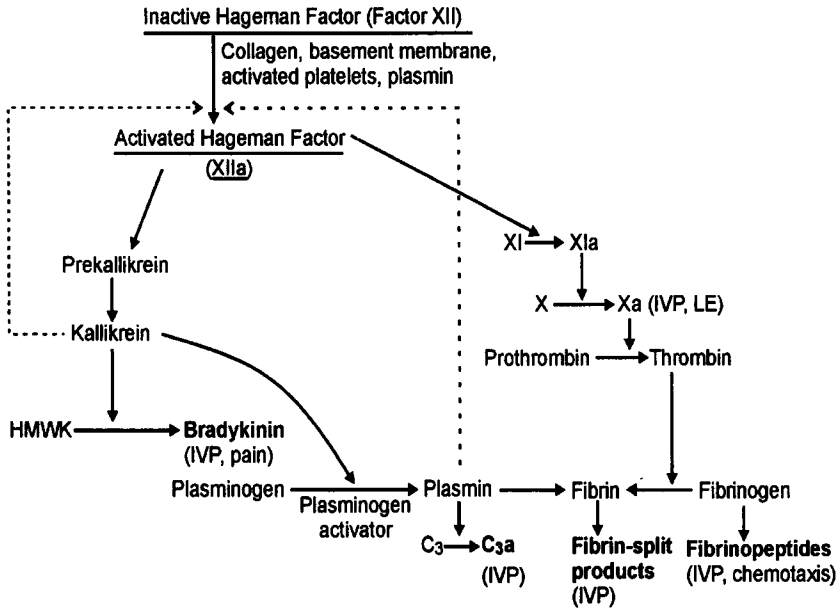 Inactive Hageman Factor (Factor XII)
Collagen, basement membrane,
activated platelets, plasmin
Activated Hageman Factor
(XIIa)
XI
XIa
Prekallikrein
X
Xa (IVP, LE)
Kallikrein
Prothrombin
Thrombin
HMWK
Bradykinin
(IVP, pain)
Plasminogen
Plasminogen
activator
Plasmin
Fibrin
Fibrinogen
C3
C3a
(IVP)
Fibrin-split
products
(IVP)
Fibrinopeptides
(IVP, chemotaxis)